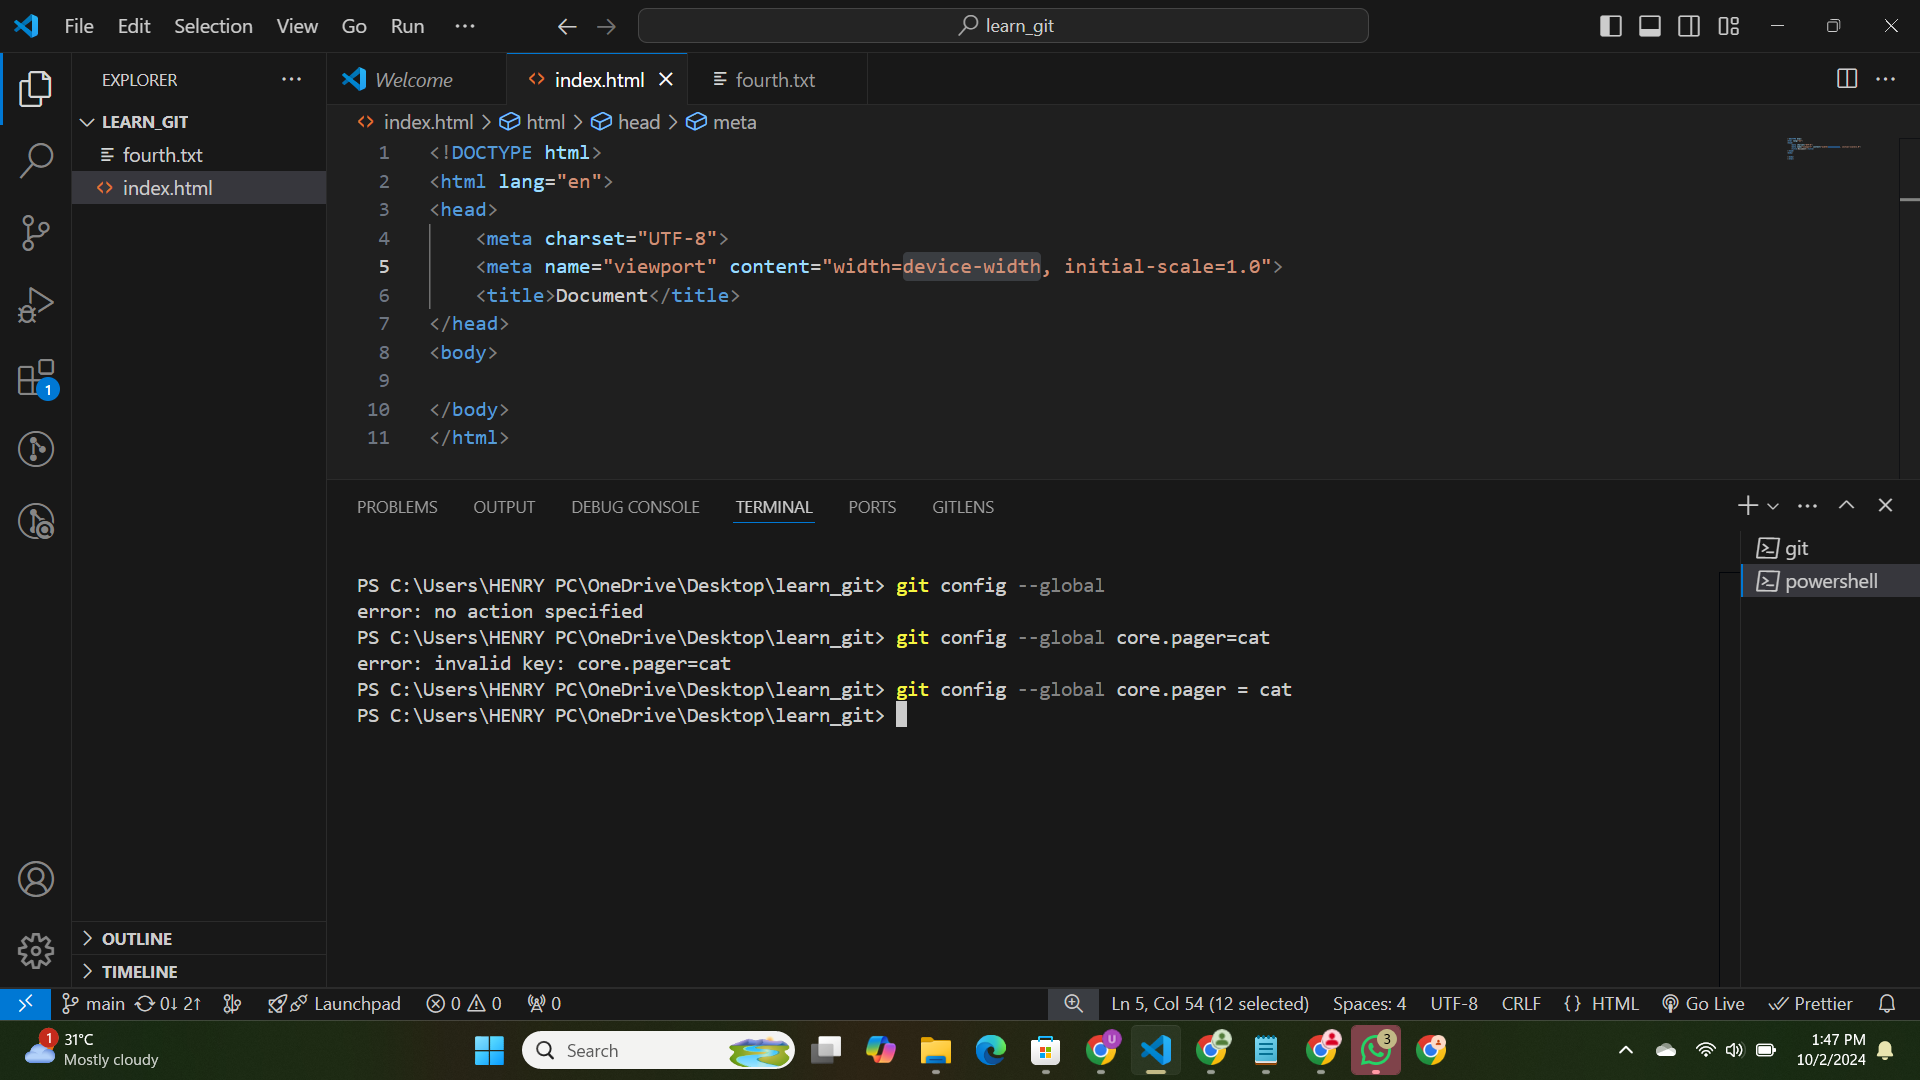 File Edit Selection View Go Run ... learn_git
EXPLORER ...
LEARN_GIT
fourth.txt
index.html
OUTLINE
TIMELINE
Welcome index.html fourth.txt
index.html > html > head > meta
1 <!DOCTYPE html>
2 <html lang="en">
3 <head>
4 <meta charset="UTF-8">
5 <meta name="viewport" content="width=device-width, initial-scale=1.0">
6 <title>Document</title>
7 </head>
8 <body>
9
10 </body>
11 </html>
PROBLEMS OUTPUT DEBUG CONSOLE TERMINAL PORTS GITLENS
PS C:\Users\HENRY PC\OneDrive\Desktop\learn_git> git config --global
error: no action specified
PS C:\Users\HENRY PC\OneDrive\Desktop\learn_git> git config --global core.pager=cat
error: invalid key: core.pager=cat
PS C:\Users\HENRY PC\OneDrive\Desktop\learn_git> git config --global core.pager = cat
PS C:\Users\HENRY PC\OneDrive\Desktop\learn_git>
git
powershell
1
main 0↓ 2↑ Launchpad 0 0 0 Ln 5, Col 54 (12 selected) Spaces: 4 UTF-8 CRLF {} HTML Go Live Prettier
1 31°C
Mostly cloudy
Search
U
3
1:47 PM
10/2/2024